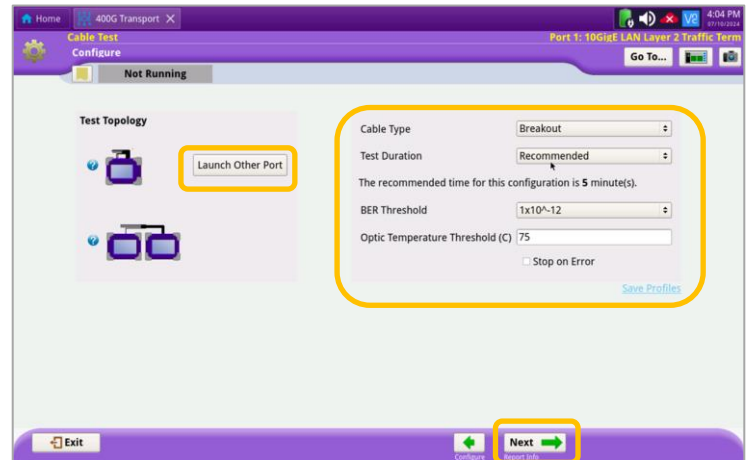 Home 400G Transport X 4:04 PM
07/10/2024
Cable Test Port 1: 10GigE LAN Layer 2 Traffic Term
Configure
Go To...
Not Running
Test Topology
Launch Other Port
Cable Type Breakout
Test Duration Recommended
The recommended time for this configuration is 5 minute(s).
BER Threshold 1x10^-12
Optic Temperature Threshold (C) 75
Stop on Error
Save Profiles
Exit Next
Configure Report Info